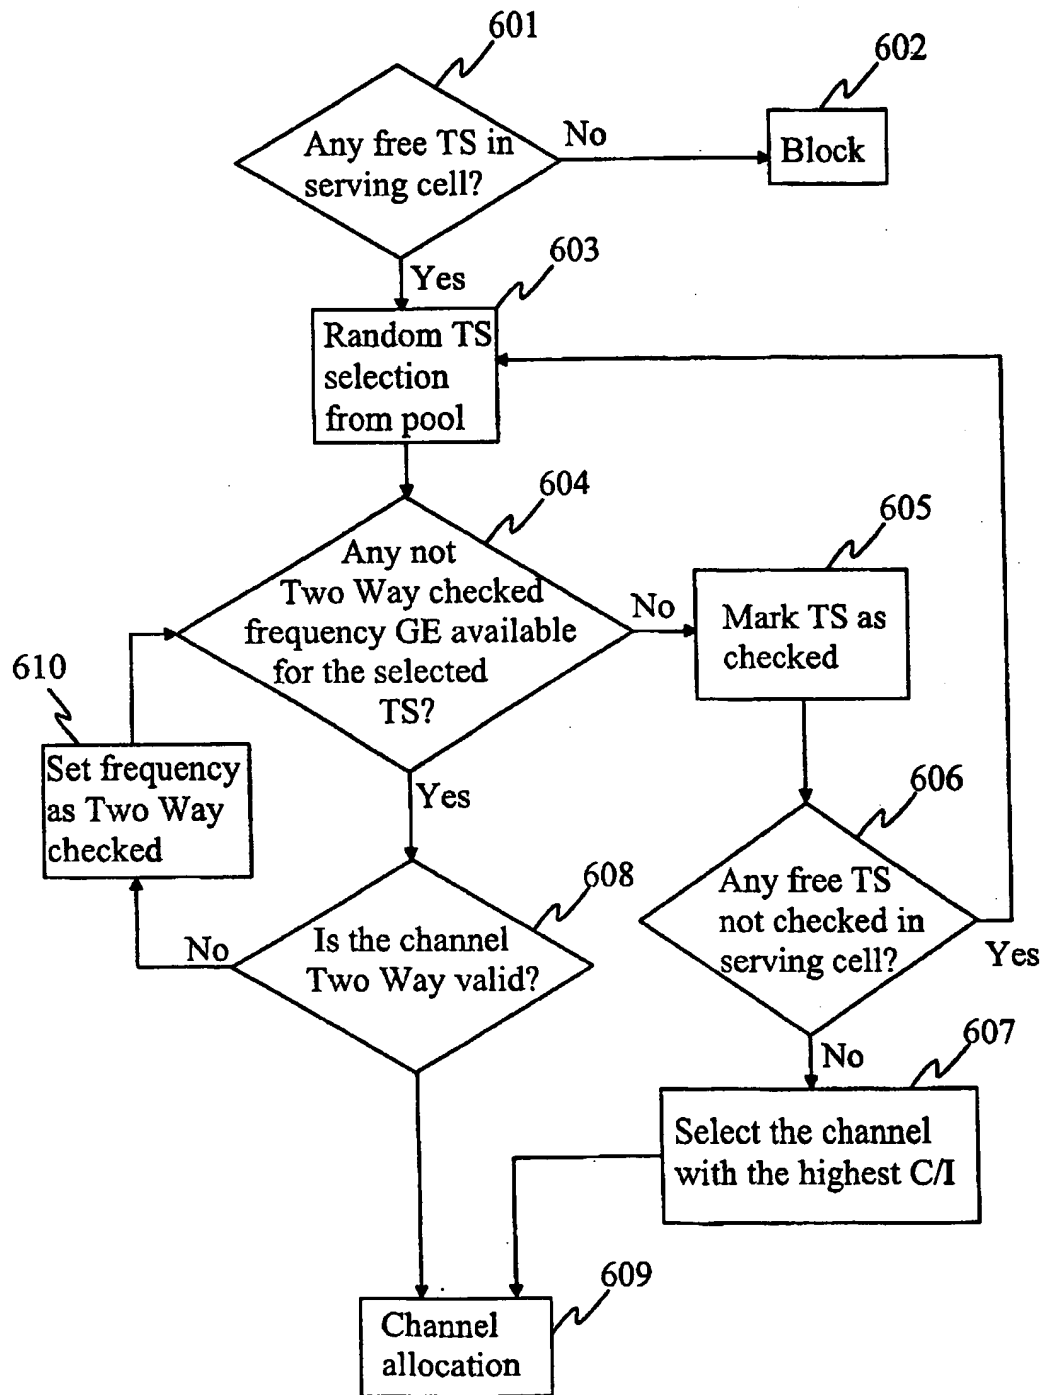 601
602
Any free TS in
serving cell?
No
Block
603
Yes
Random TS
selection
from pool
604
605
Any not
Two Way checked
frequency GE available
for the selected
TS?
No
Mark TS as
checked
610
Set frequency
as Two Way
checked
Yes
606
608
Any free TS
not checked in
serving cell?
Yes
No
Is the channel
Two Way valid?
607
No
Select the channel
with the highest C/I
609
Channel
allocation